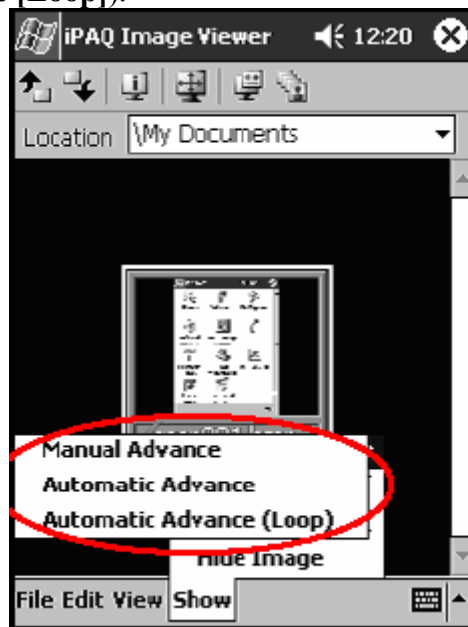 [Loop]).
iPAQ Image Viewer 12:20
Location \My Documents
Manual Advance
Automatic Advance
Automatic Advance (Loop)
Hide Image
File Edit View Show